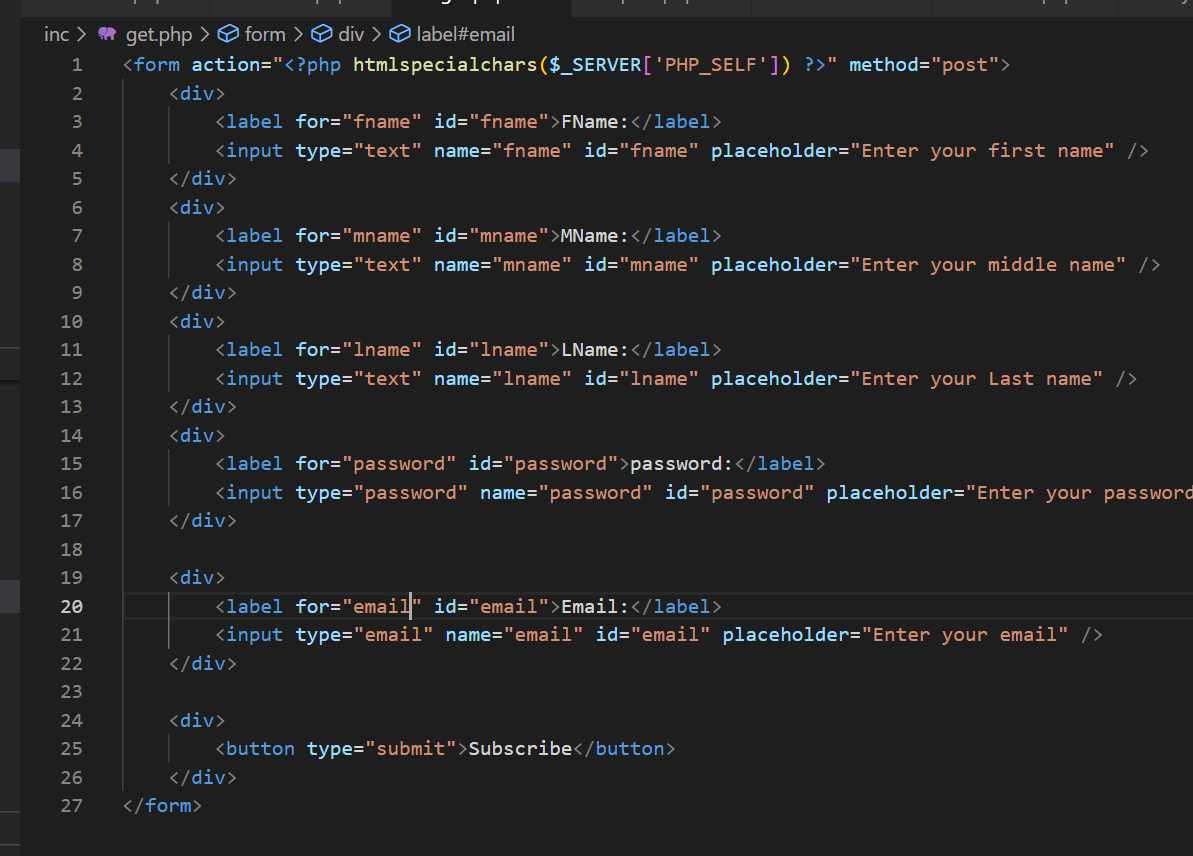 inc > get.php > form > div > label#email
1 <form action="<?php htmlspecialchars($_SERVER['PHP_SELF']) ?>" method="post">
2 <div>
3 <label for="fname" id="fname">FName:</label>
4 <input type="text" name="fname" id="fname" placeholder="Enter your first name" />
5 </div>
6 <div>
7 <label for="mname" id="mname">MName:</label>
8 <input type="text" name="mname" id="mname" placeholder="Enter your middle name" />
9 </div>
10 <div>
11 <label for="lname" id="lname">LName:</label>
12 <input type="text" name="lname" id="lname" placeholder="Enter your Last name" />
13 </div>
14 <div>
15 <label for="password" id="password">password:</label>
16 <input type="password" name="password" id="password" placeholder="Enter your password
17 </div>
18
19 <div>
20 <label for="email" id="email">Email:</label>
21 <input type="email" name="email" id="email" placeholder="Enter your email" />
22 </div>
23
24 <div>
25 <button type="submit">Subscribe</button>
26 </div>
27 </form>